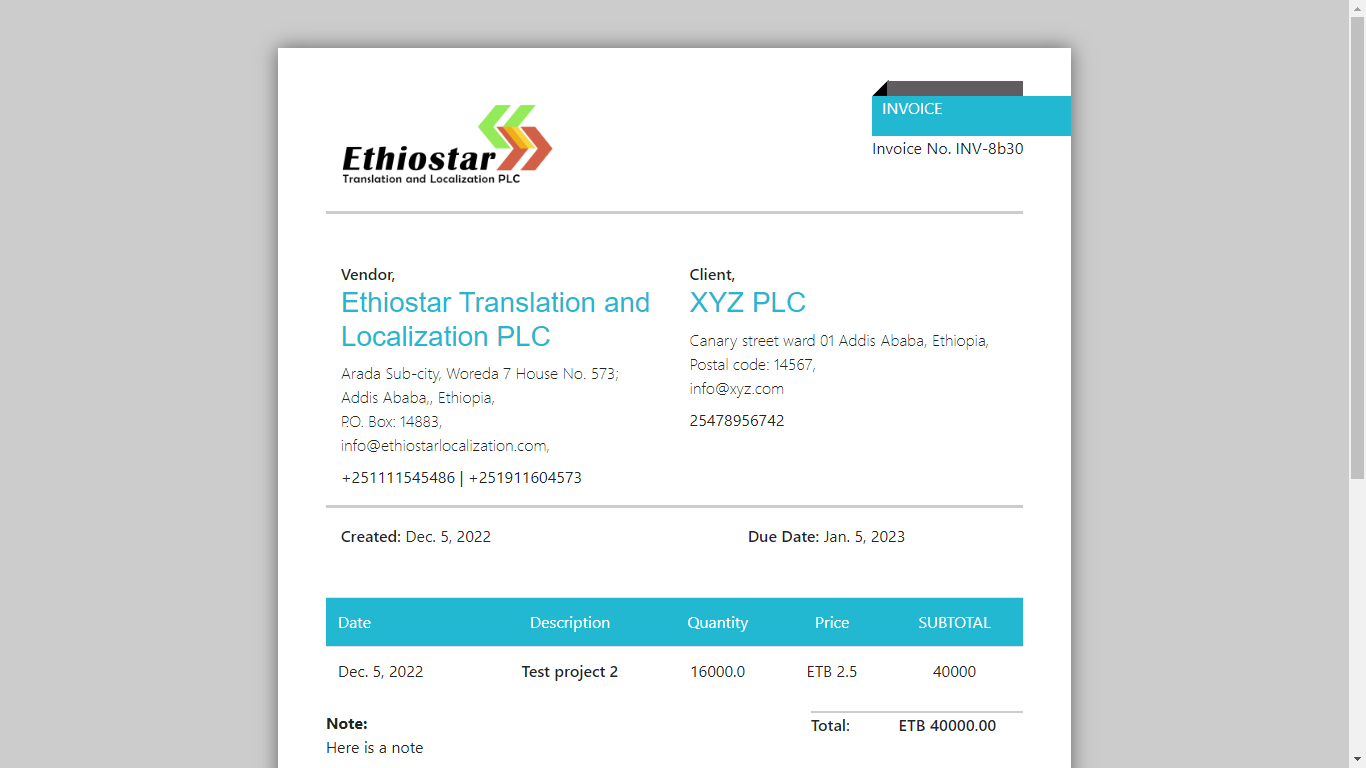 Ethiostar
Translation and Localization PLC
INVOICE
Invoice No. INV-8b30
Vendor,
Ethiostar Translation and
Localization PLC
Arada Sub-city, Woreda 7 House No. 573;
Addis Ababa,, Ethiopia,
P.O. Box: 14883,
info@ethiostarlocalization.com,
+251111545486 | +251911604573
Client,
XYZ PLC
Canary street ward 01 Addis Ababa, Ethiopia,
Postal code: 14567,
info@xyz.com
25478956742
Created: Dec. 5, 2022 Due Date: Jan. 5, 2023
Date Description Quantity Price SUBTOTAL
Dec. 5, 2022 Test project 2 16000.0 ETB 2.5 40000
Total: ETB 40000.00
Note:
Here is a note